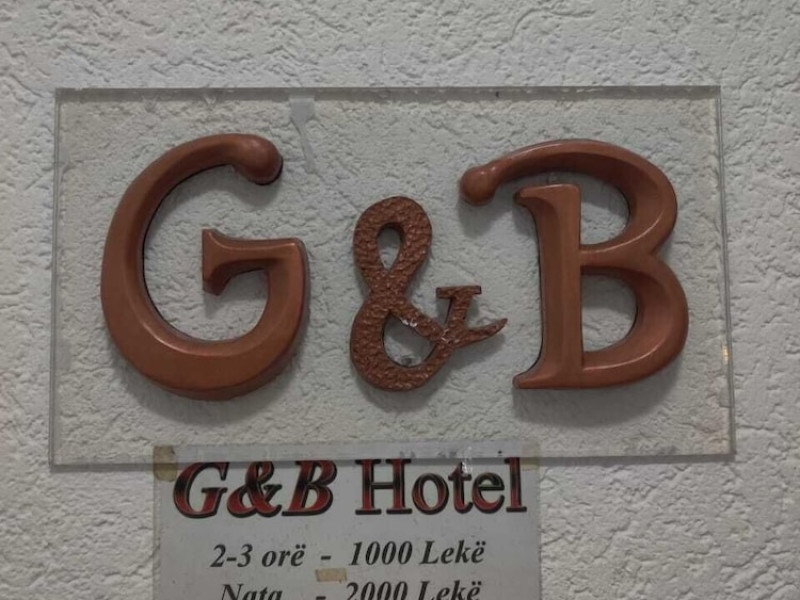 G&B
G&B Hotel
2-3 orë - 1000 Lekë
Nata - 2000 Lekë